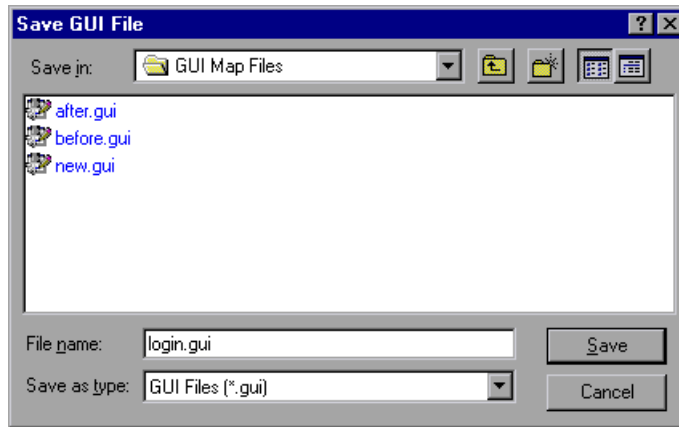 Save GUI File
Save in: GUI Map Files
after.gui
before.gui
new.gui
File name: login.gui Save
Save as type: GUI Files (*.gui) Cancel